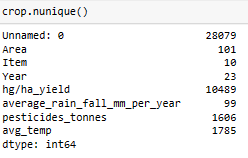 crop.nunique()
Unnamed: 0 28079
Area 101
Item 10
Year 23
hg/ha_yield 10489
average_rain_fall_mm_per_year 99
pesticides_tonnes 1606
avg_temp 1785
dtype: int64